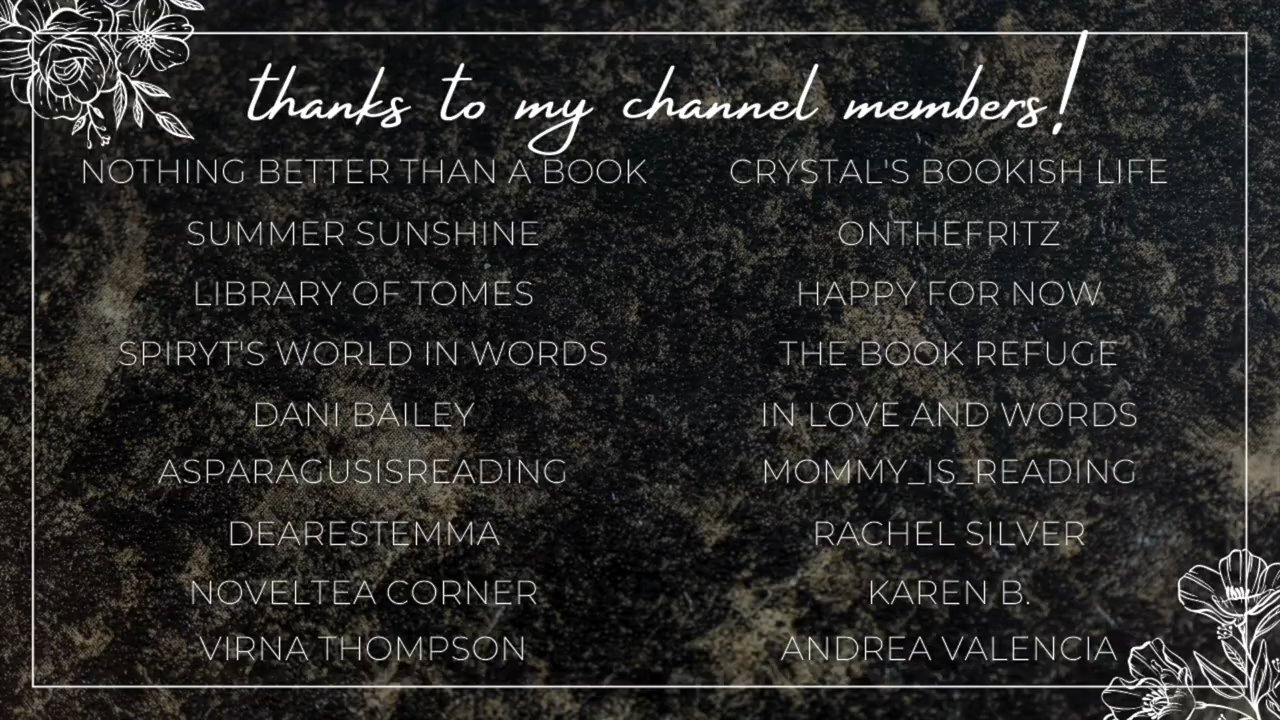 thanks to my channel members!
NOTHING BETTER THAN A BOOK
CRYSTAL'S BOOKISH LIFE
SUMMER SUNSHINE
ONTHEFRITZ
LIBRARY OF TOMES
HAPPY FOR NOW
SPIRYT'S WORLD IN WORDS
THE BOOK REFUGE
DANI BAILEY
IN LOVE AND WORDS
ASPARAGUSISREADING
MOMMY_IS_READING
DEARESTEMMA
RACHEL SILVER
NOVELTEA CORNER
KAREN B.
VIRNA THOMPSON
ANDREA VALENCIA